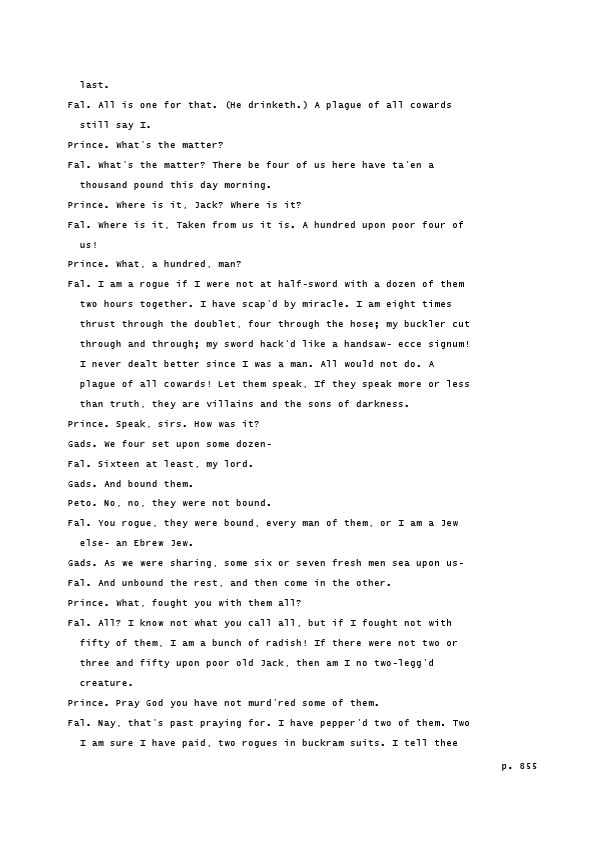 last.
Fal. All is one for that. (He drinketh.) A plague of all cowards
still say I.
Prince. What's the matter?
Fal. What's the matter? There be four of us here have ta'en a
thousand pound this day morning.
Prince. Where is it, Jack? Where is it?
Fal. Where is it, Taken from us it is. A hundred upon poor four of
us!
Prince. What, a hundred, man?
Fal. I am a rogue if I were not at half-sword with a dozen of them
two hours together. I have scap'd by miracle. I am eight times
thrust through the doublet, four through the hose; my buckler cut
through and through; my sword hack'd like a handsaw- ecce signum!
I never dealt better since I was a man. All would not do. A
plague of all cowards! Let them speak, If they speak more or less
than truth, they are villains and the sons of darkness.
Prince. Speak, sirs. How was it?
Gads. We four set upon some dozen-
Fal. Sixteen at least, my lord.
Gads. And bound them.
Peto. No, no, they were not bound.
Fal. You rogue, they were bound, every man of them, or I am a Jew
else- an Ebrew Jew.
Gads. As we were sharing, some six or seven fresh men sea upon us-
Fal. And unbound the rest, and then come in the other.
Prince. What, fought you with them all?
Fal. All? I know not what you call all, but if I fought not with
fifty of them, I am a bunch of radish! If there were not two or
three and fifty upon poor old Jack, then am I no two-legg'd
creature.
Prince. Pray God you have not murd'red some of them.
Fal. Nay, that's past praying for. I have pepper'd two of them. Two
I am sure I have paid, two rogues in buckram suits. I tell thee
p. 855